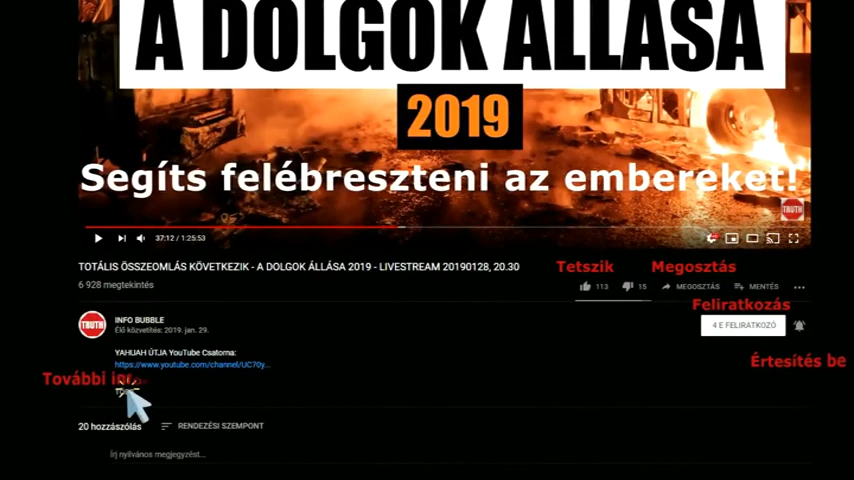 A DOLGOK ÁLLÁSA
2019
Segíts felébreszteni az embereket!
TRUTH
37:12 / 1:25:53
TOTÁLIS ÖSSZEOMLÁS KÖVETKEZIK - A DOLGOK ÁLLÁSA 2019 - LIVESTREAM 20190128, 20.30
Tetszik Megosztás
6 928 megtekintés
113 15 MEGOSZTÁS MENTÉS
Feliratkozás
TRUTH
INFO BUBBLE
Élő közvetítés: 2019. jan. 29.
4 E FELIRATKOZÓ
YAHUAH ÚTJA YouTube Csatorna:
https://www.youtube.com/channel/UC70y...
Értesítés be
További
20 hozzászólás RENDEZÉSI SZEMPONT
Írj nyilvános megjegyzést...